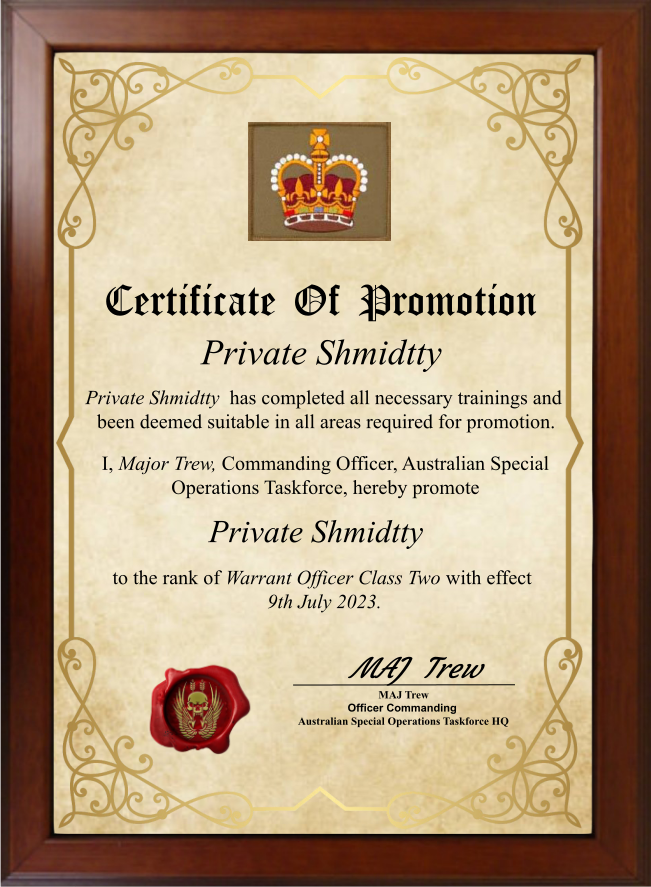 Certificate Of Promotion
Private Shmidtty
Private Shmidtty has completed all necessary trainings and
been deemed suitable in all areas required for promotion.
I, Major Trew, Commanding Officer, Australian Special
Operations Taskforce, hereby promote
Private Shmidtty
to the rank of Warrant Officer Class Two with effect
9th July 2023.
MAJ Trew
MAJ Trew
Officer Commanding
Australian Special Operations Taskforce HQ